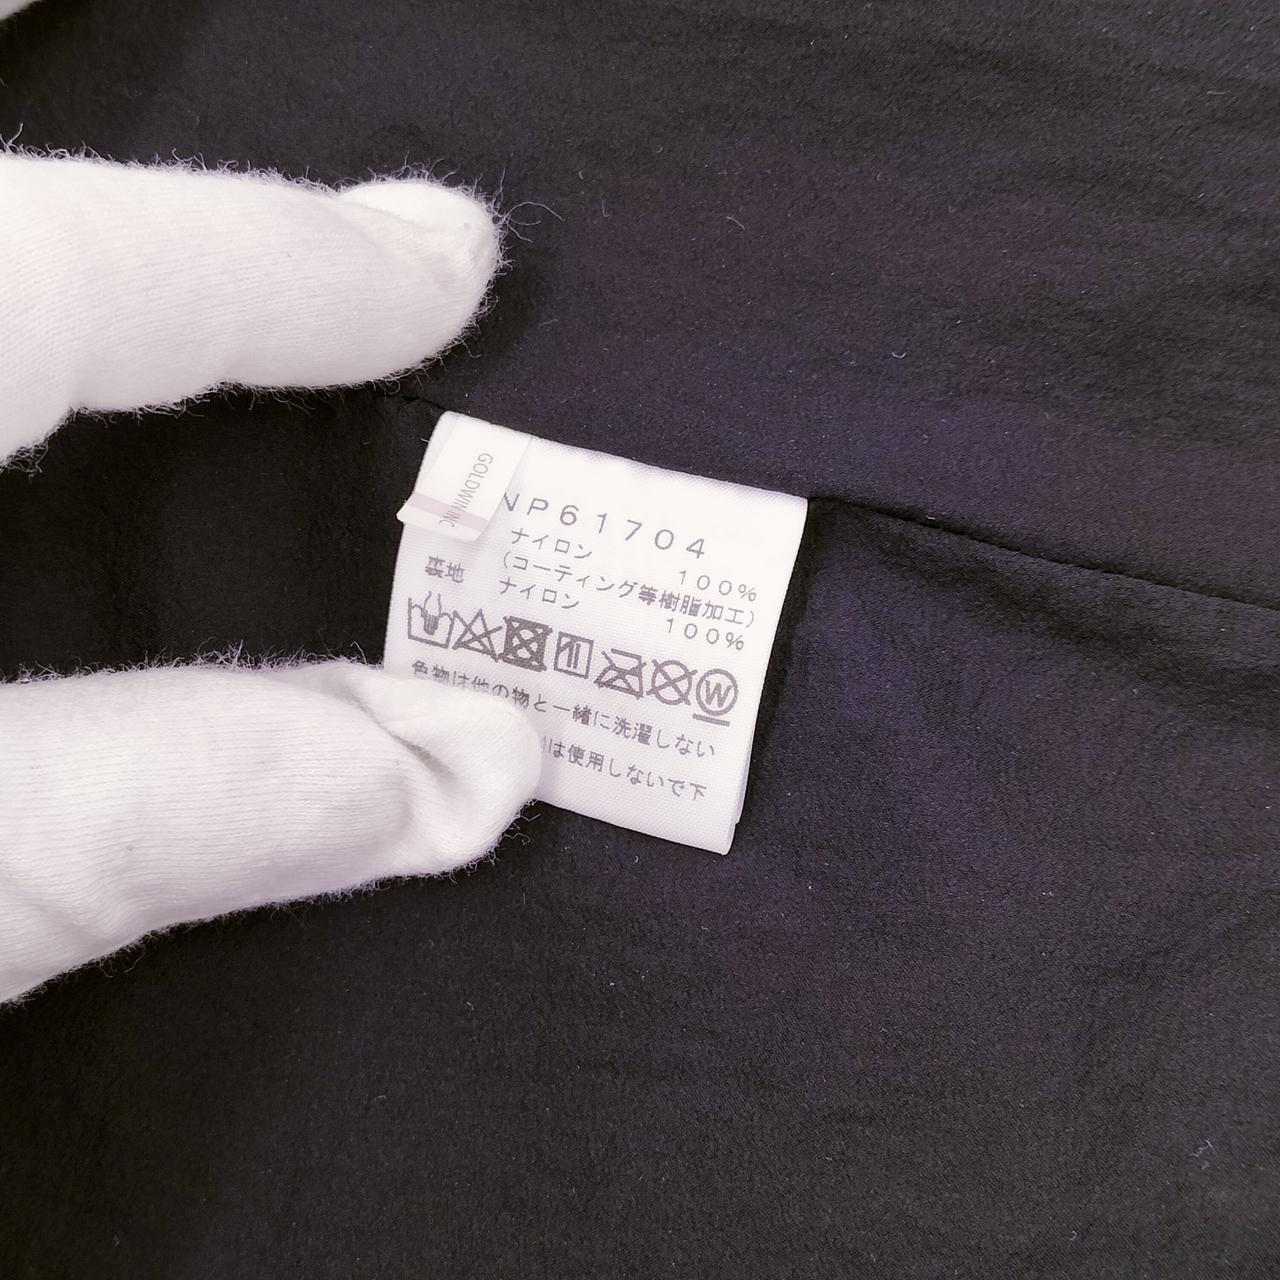 GOLDWIN INC
NP61704
ナイロン 100%
(コーティング等樹脂加工)
裏地 ナイロン 100%
W
色物は他の物と一緒に洗濯しない
は使用しないで下